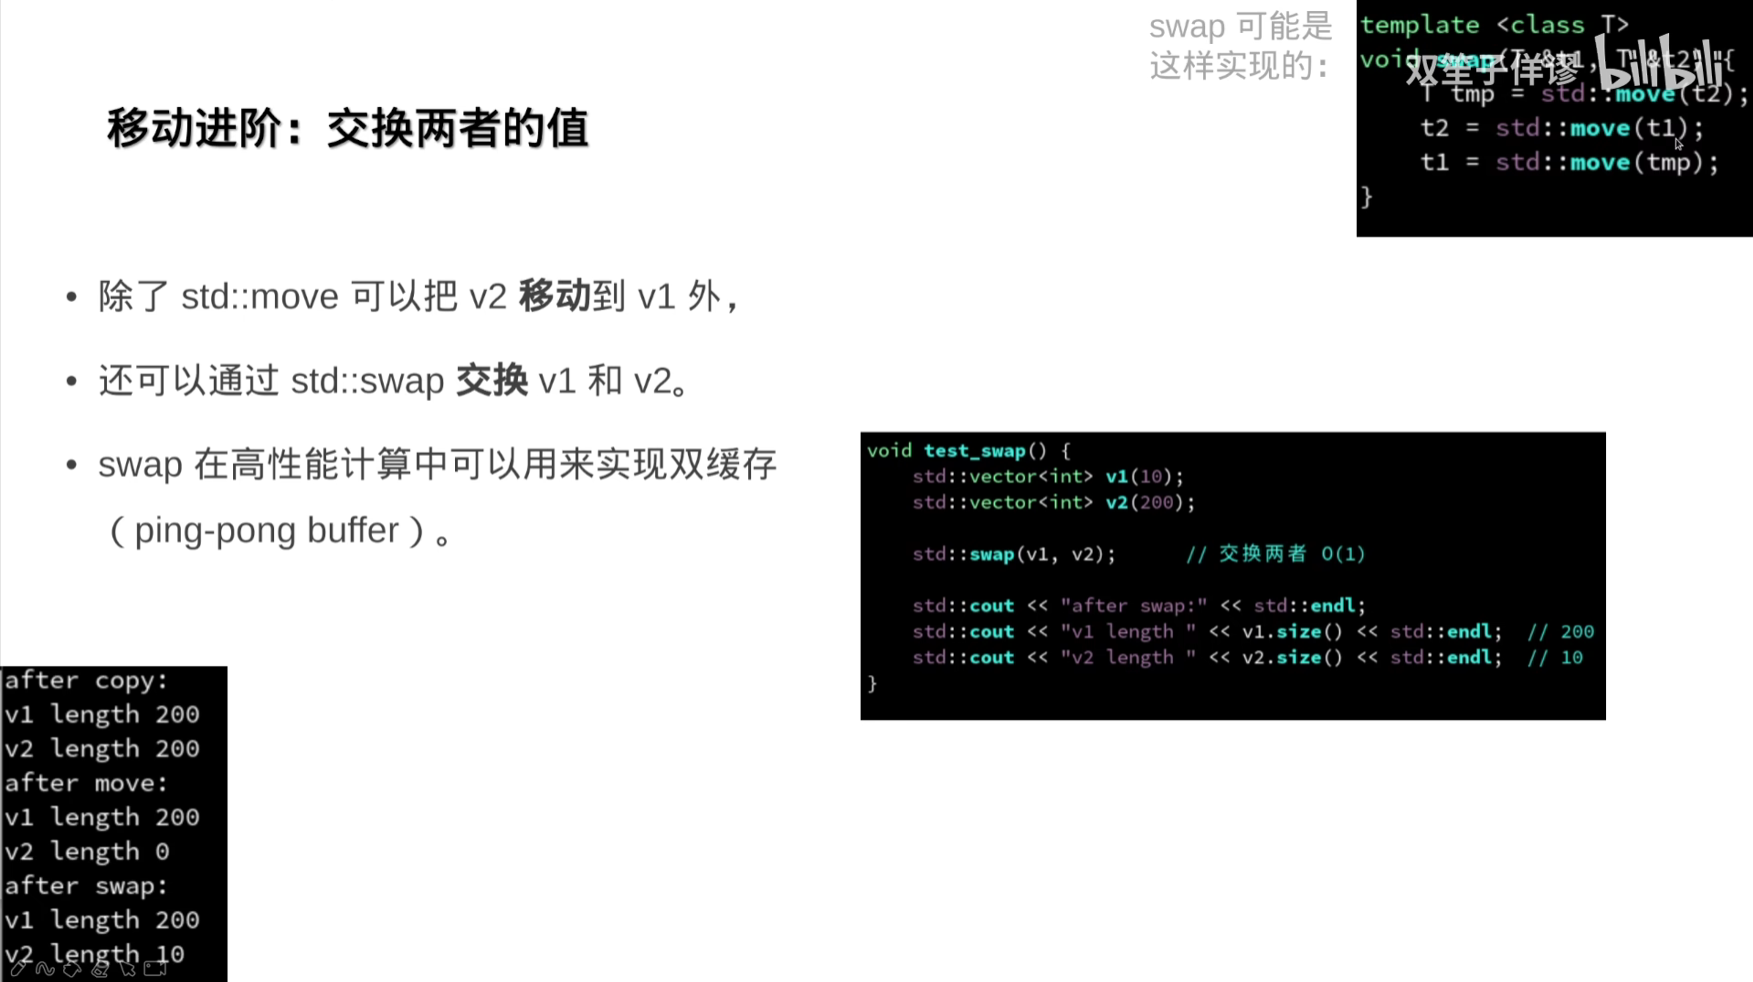 swap 可能是
这样实现的：
template <class T>
void swap(T &t1, T &t2) {
T tmp = std::move(t2);
t2 = std::move(t1);
t1 = std::move(tmp);
}
双笙子佯谬 bilibili
移动进阶：交换两者的值
• 除了 std::move 可以把 v2 移动到 v1 外，
• 还可以通过 std::swap 交换 v1 和 v2。
• swap 在高性能计算中可以用来实现双缓存
（ping-pong buffer）。
void test_swap() {
std::vector<int> v1(10);
std::vector<int> v2(200);
std::swap(v1, v2); // 交换两者 O(1)
std::cout << "after swap:" << std::endl;
std::cout << "v1 length " << v1.size() << std::endl; // 200
std::cout << "v2 length " << v2.size() << std::endl; // 10
}
after copy:
v1 length 200
v2 length 200
after move:
v1 length 200
v2 length 0
after swap:
v1 length 200
v2 length 10